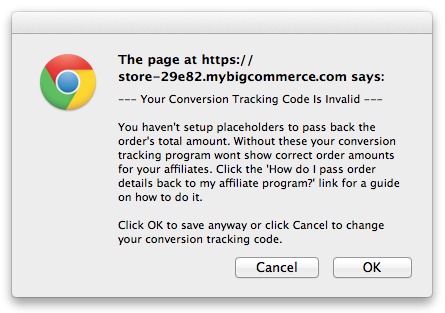 The page at https://
store-29e82.mybigcommerce.com says:
--- Your Conversion Tracking Code Is Invalid ---
You haven't setup placeholders to pass back the
order's total amount. Without these your conversion
tracking program wont show correct order amounts
for your affiliates. Click the 'How do I pass order
details back to my affiliate program?' link for a guide
on how to do it.
Click OK to save anyway or click Cancel to change
your conversion tracking code.
Cancel
OK